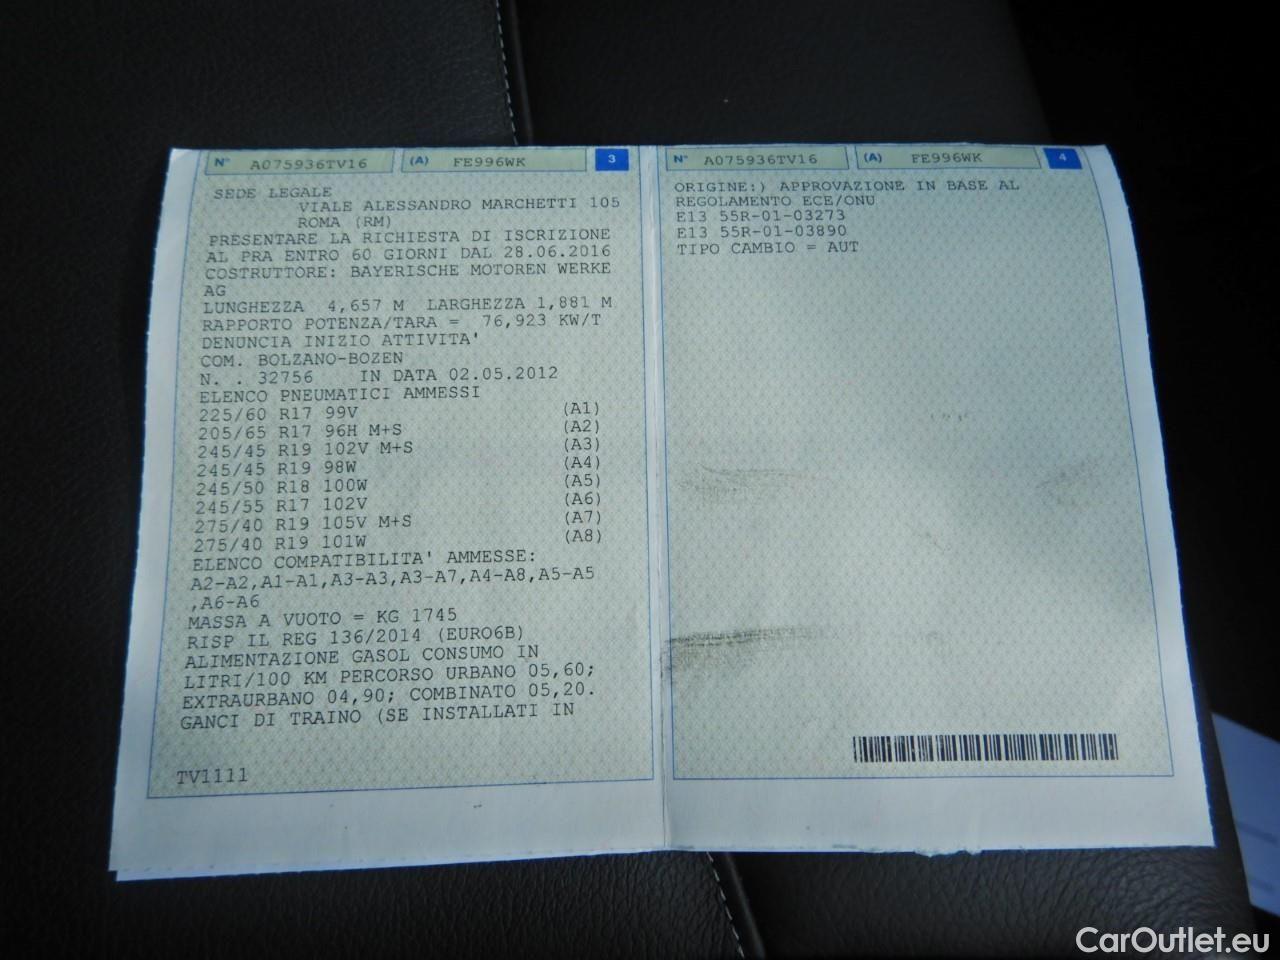 N° A075936TV16 (A) FE996WK 3
SEDE LEGALE
VIALE ALESSANDRO MARCHETTI 105
ROMA (RM)
PRESENTARE LA RICHIESTA DI ISCRIZIONE
AL PRA ENTRO 60 GIORNI DAL 28.06.2016
COSTRUTTORE: BAYERISCHE MOTOREN WERKE
AG
LUNGHEZZA 4,657 M LARGHEZZA 1,881 M
RAPPORTO POTENZA/TARA = 76,923 KW/T
DENUNCIA INIZIO ATTIVITA'
COM. BOLZANO-BOZEN
N. . 32756 IN DATA 02.05.2012
ELENCO PNEUMATICI AMMESSI
225/60 R17 99V (A1)
205/65 R17 96H M+S (A2)
245/45 R19 102V M+S (A3)
245/45 R19 98W (A4)
245/50 R18 100W (A5)
245/55 R17 102V (A6)
275/40 R19 105V M+S (A7)
275/40 R19 101W (A8)
ELENCO COMPATIBILITA' AMMESSE:
A2-A2,A1-A1,A3-A3,A3-A7,A4-A8,A5-A5
,A6-A6
MASSA A VUOTO = KG 1745
RISP IL REG 136/2014 (EURO6B)
ALIMENTAZIONE GASOL CONSUMO IN
LITRI/100 KM PERCORSO URBANO 05,60;
EXTRAURBANO 04,90; COMBINATO 05,20.
GANCI DI TRAINO (SE INSTALLATI IN
TV1111
N° A075936TV16 (A) FE996WK 4
ORIGINE:) APPROVAZIONE IN BASE AL
REGOLAMENTO ECE/ONU
E13 55R-01-03273
E13 55R-01-03890
TIPO CAMBIO = AUT
CarOutlet.eu